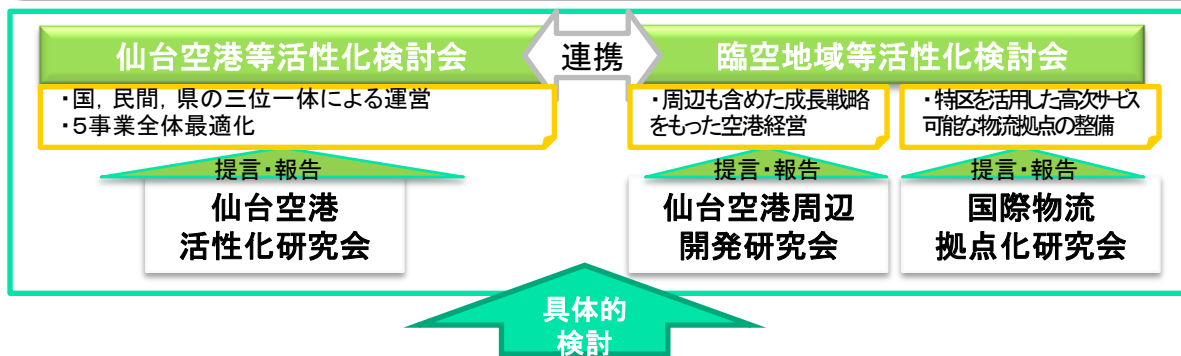 仙台空港等活性化検討会
連携
臨空地域等活性化検討会
・国，民間，県の三位一体による運営
・５事業全体最適化
・周辺も含めた成長戦略
をもった空港経営
・特区を活用した高次サービス
可能な物流拠点の整備
提言・報告
提言・報告
提言・報告
仙台空港
活性化研究会
仙台空港周辺
開発研究会
国際物流
拠点化研究会
具体的
検討